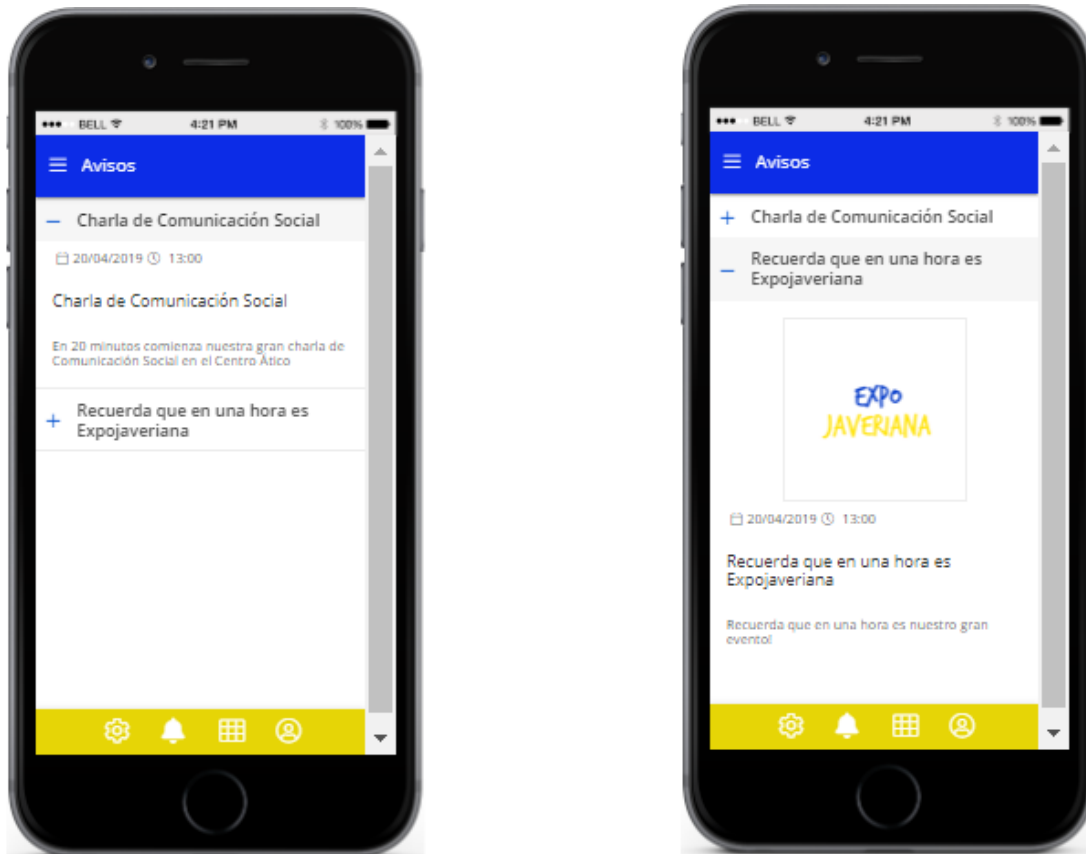 BELL 4:21 PM 100%
Avisos
Charla de Comunicación Social
20/04/2019 13:00
Charla de Comunicación Social
En 20 minutos comienza nuestra gran charla de
Comunicación Social en el Centro Ático
Recuerda que en una hora es
Expojaveriana
BELL 4:21 PM 100%
Avisos
Charla de Comunicación Social
Recuerda que en una hora es
Expojaveriana
EXPO
JAVERIANA
20/04/2019 13:00
Recuerda que en una hora es
Expojaveriana
Recuerda que en una hora es nuestro gran
evento!